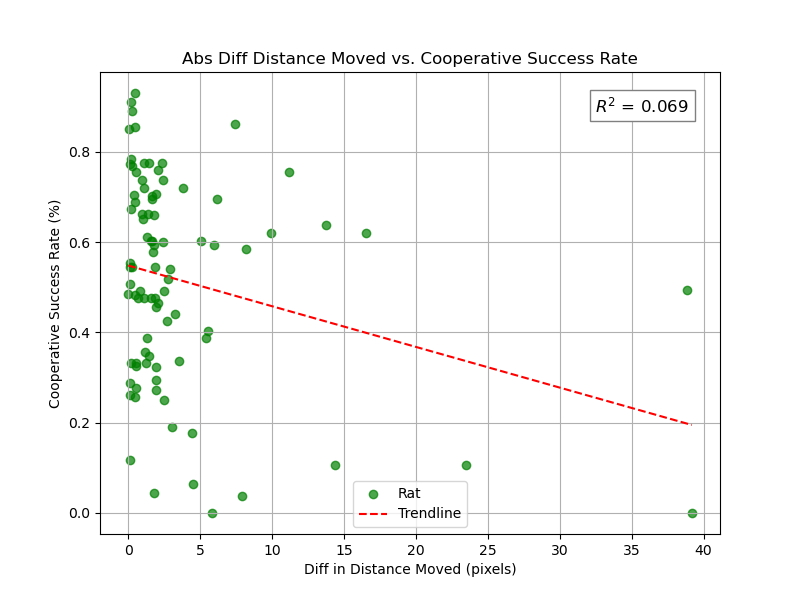 Abs Diff Distance Moved vs. Cooperative Success Rate
R² = 0.069
Cooperative Success Rate (%)
0.8
0.6
0.4
0.2
0.0
Rat
Trendline
0 5 10 15 20 25 30 35 40
Diff in Distance Moved (pixels)